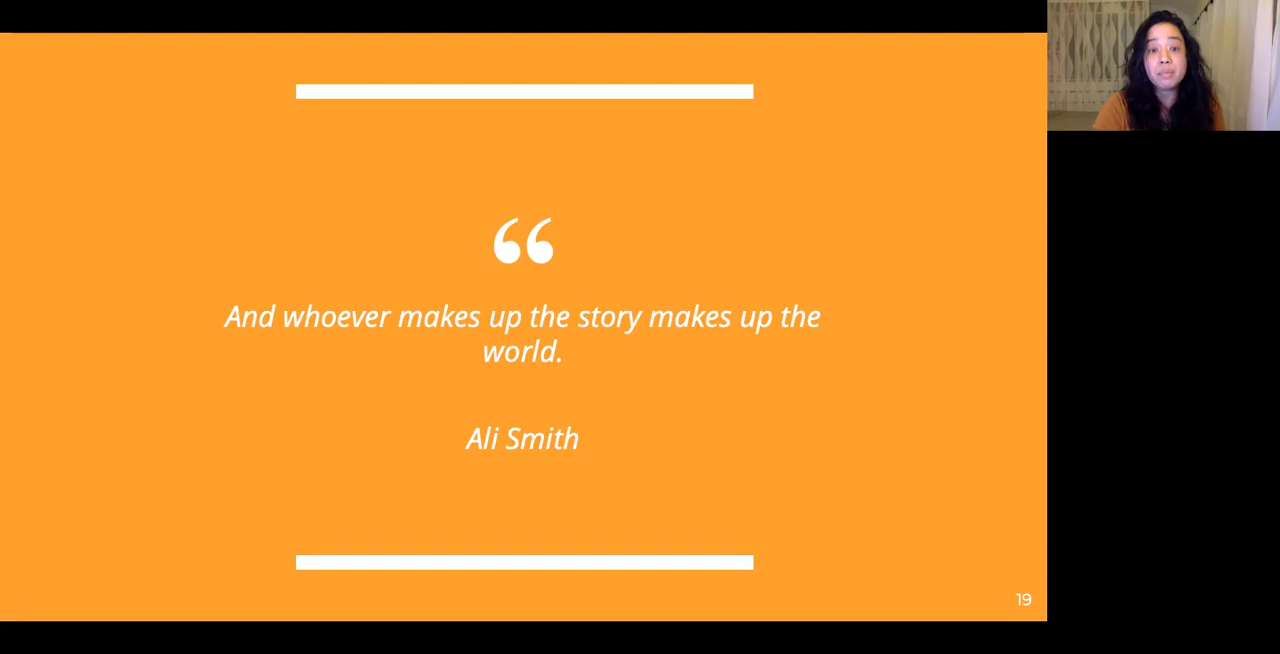 “
And whoever makes up the story makes up the
world.
Ali Smith
19